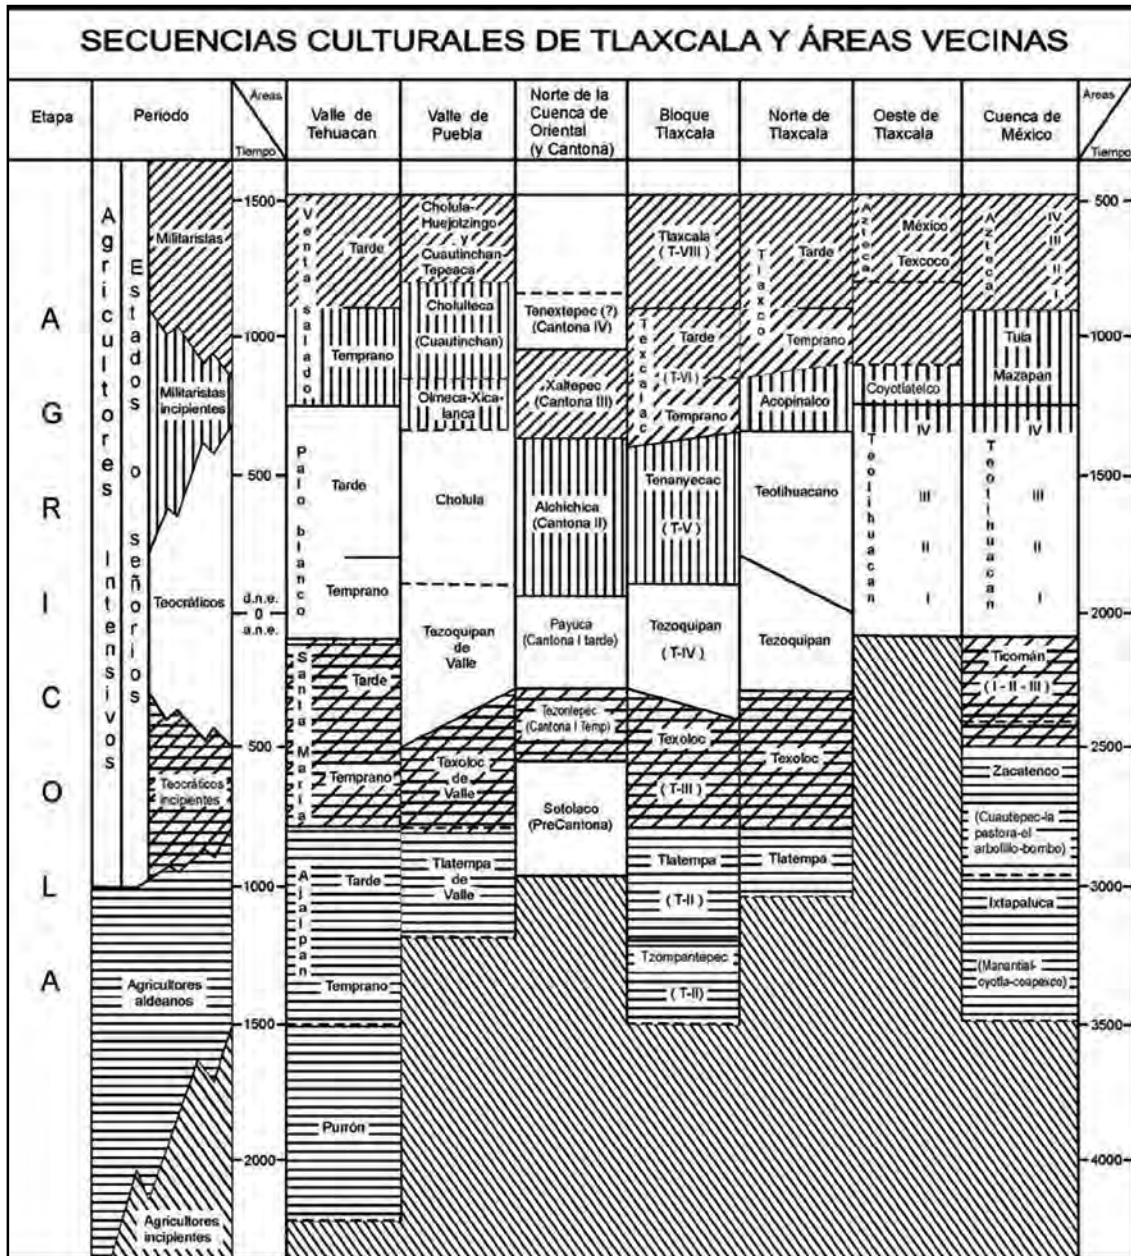 SECUENCIAS CULTURALES DE TLAXCALA Y ÁREAS VECINAS
Etapa
Período
Áreas
Tiempo
Valle de
Tehuacan
Valle de
Puebla
Norte de la
Cuenca de
Oriental
(y Cantona)
Bloque
Tlaxcala
Norte de
Tlaxcala
Oeste de
Tlaxcala
Cuenca de
México
Áreas
Tiempo
AGRICOLA
Agricultores Intensivos
Estados o señoríos
Militaristas
Militaristas
incipientes
Teocráticos
Teocráticos
incipientes
Agricultores
aldeanos
Agricultores
incipientes
1500
1000
500
d.n.e.
0
a.n.e.
500
1000
1500
2000
Venta salado
Tarde
Temprano
Palo blanco
Tarde
Temprano
Santa María
Tarde
Temprano
Ajalpan
Tarde
Temprano
Purrón
Cholula-
Huejotzingo
y
Cuautinchan-
Tepeaca
Cholulteca
(Cuautinchan)
Olmeca-Xica-
lanca
Cholula
Tezoquipan
de
Valle
Texoloc
de
Valle
Tlatempa
de
Valle
Tenextepec (?)
(Cantona IV)
Xaltepec
(Cantona III)
Alchichica
(Cantona II)
Payuca
(Cantona I tarde)
Tezontepec
(Cantona I Temp)
Sotolaco
(PreCantona)
Tlaxcala
(T-VIII)
Texcalac
Tarde
(T-VI)
Temprano
Tenanyecac
(T-V)
Tezoquipan
(T-IV)
Texoloc
(T-III)
Tlatempa
(T-II)
Tzompantepec
(T-II)
Tlaxco
Tarde
Temprano
Acopinalco
Teotihuacano
Tezoquipan
Texoloc
Tlatempa
Azteca
México
Texcoco
Coyotlatelco
Teotihuacan
IV
III
II
I
Azteca
IV
III
II
I
Tula
Mazapan
Teotihuacan
IV
III
II
I
Ticomán
(I - II - III)
Zacatenco
(Cuautepec-la
pastora-el
arbolillo-bombo)
Ixtapaluca
(Manantial-
oyotla-coapexco)
500
1000
1500
2000
2500
3000
3500
4000